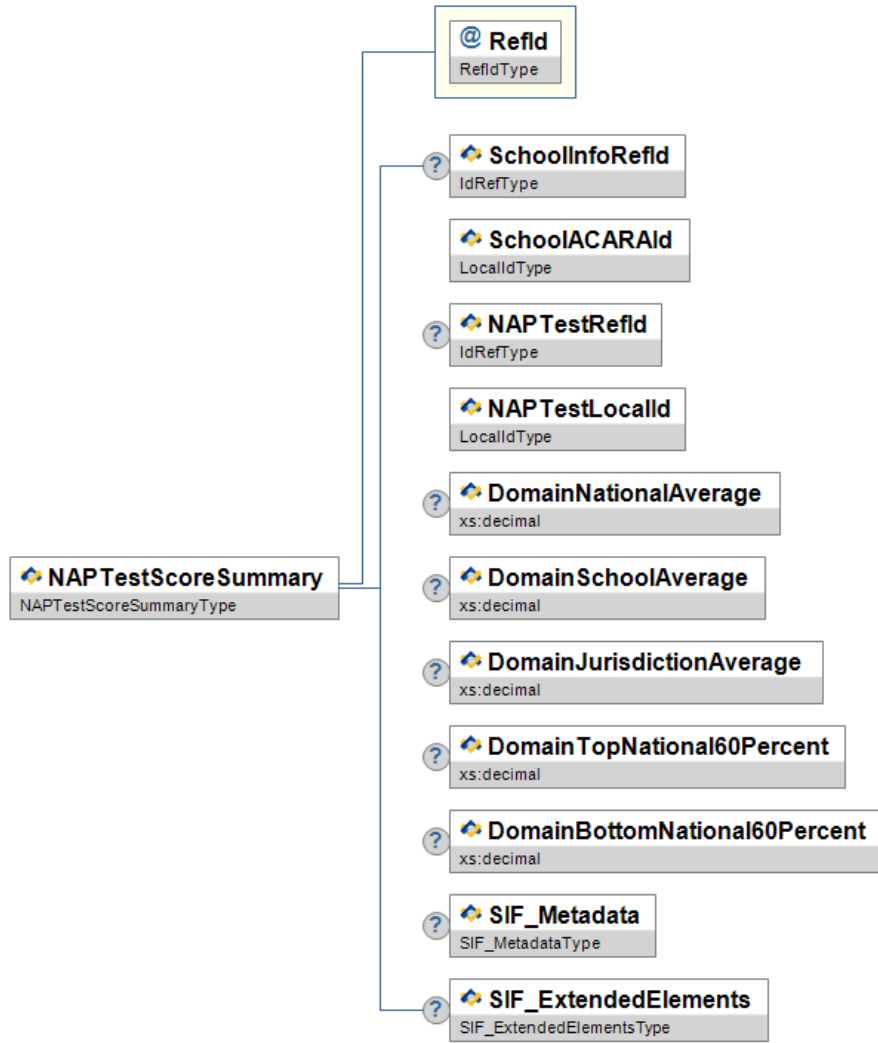 @ RefId
RefIdType
? SchoolInfoRefId
IdRefType
SchoolACARAId
LocalIdType
? NAPTestRefId
IdRefType
NAPTestLocalId
LocalIdType
? DomainNationalAverage
xs:decimal
NAPTestScoreSummary
NAPTestScoreSummaryType
? DomainSchoolAverage
xs:decimal
? DomainJurisdictionAverage
xs:decimal
? DomainTopNational60Percent
xs:decimal
? DomainBottomNational60Percent
xs:decimal
? SIF_Metadata
SIF_MetadataType
? SIF_ExtendedElements
SIF_ExtendedElementsType